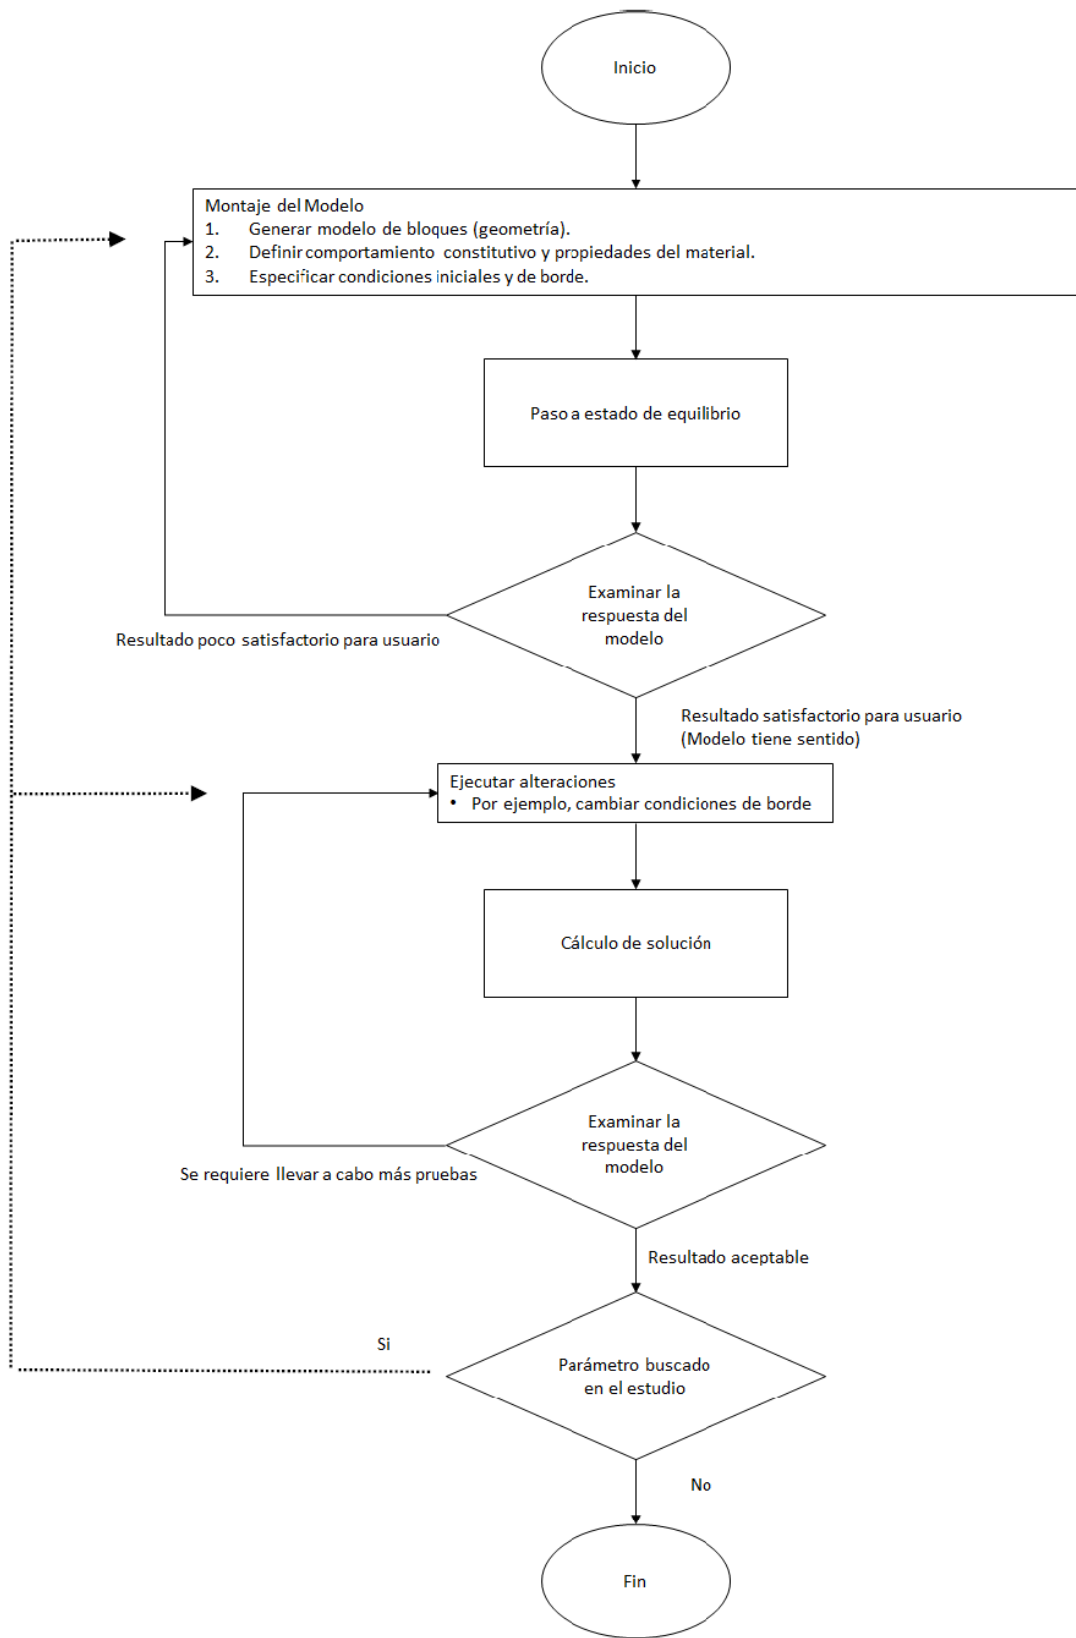 Inicio
Montaje del Modelo
1. Generar modelo de bloques (geometría).
2. Definir comportamiento constitutivo y propiedades del material.
3. Especificar condiciones iniciales y de borde.
Paso a estado de equilibrio
Examinar la
respuesta del
modelo
Resultado poco satisfactorio para usuario
Resultado satisfactorio para usuario
(Modelo tiene sentido)
Ejecutar alteraciones
• Por ejemplo, cambiar condiciones de borde
Cálculo de solución
Examinar la
respuesta del
modelo
Se requiere llevar a cabo más pruebas
Resultado aceptable
Si
Parámetro buscado
en el estudio
No
Fin